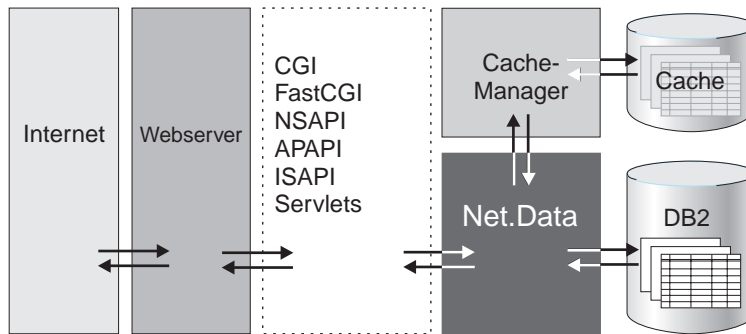 Internet
Webserver
CGI
FastCGI
NSAPI
APAPI
ISAPI
Servlets
Cache-
Manager
Cache
Net.Data
DB2